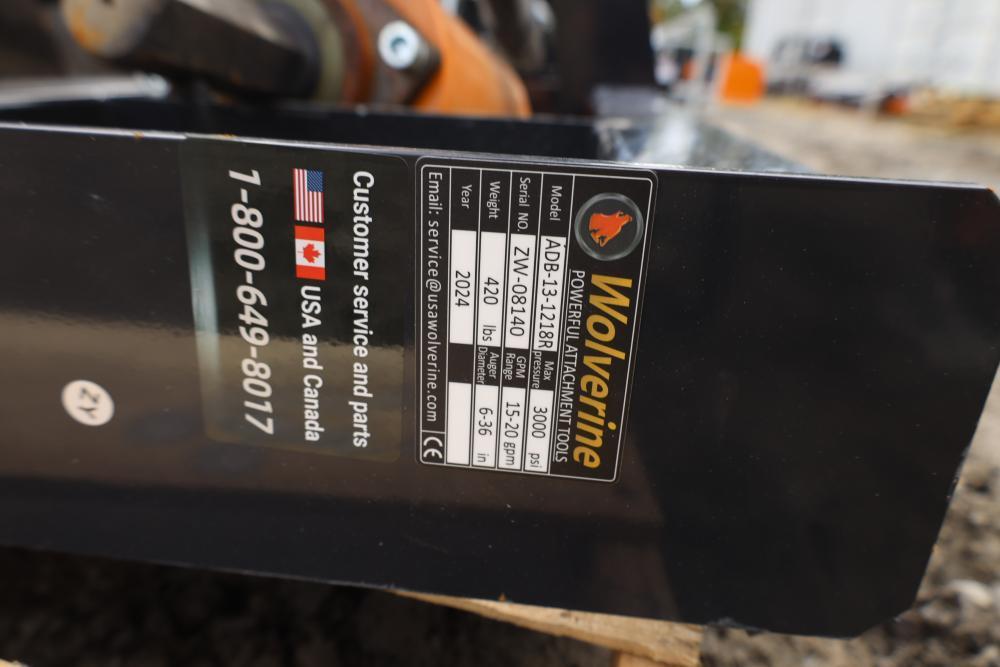 Wolverine
POWERFUL ATTACHMENT TOOLS
Model ADB-13-1218R Max pressure 3000 psi
Serial NO. ZW-08140 GPM Range 15-20 gpm
Weight 420 lbs Auger Diameter 6-36 in
Year 2024
Email: service@usawolverine.com CE
Customer service and parts
USA and Canada
1-800-649-8017
ZY